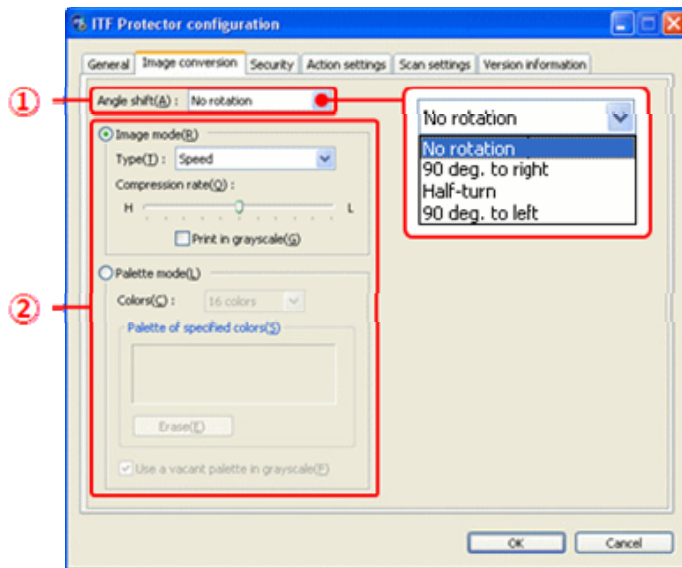 ITF Protector configuration
General Image conversion Security Action settings Scan settings Version information
① Angle shift(A) : No rotation
No rotation
No rotation
90 deg. to right
Half-turn
90 deg. to left
② Image mode(R)
Type(T) : Speed
Compression rate(Q) :
H L
Print in grayscale(G)
Palette mode(L)
Colors(C) : 16 colors
Palette of specified colors(S)
Erase(E)
Use a vacant palette in grayscale(F)
OK Cancel